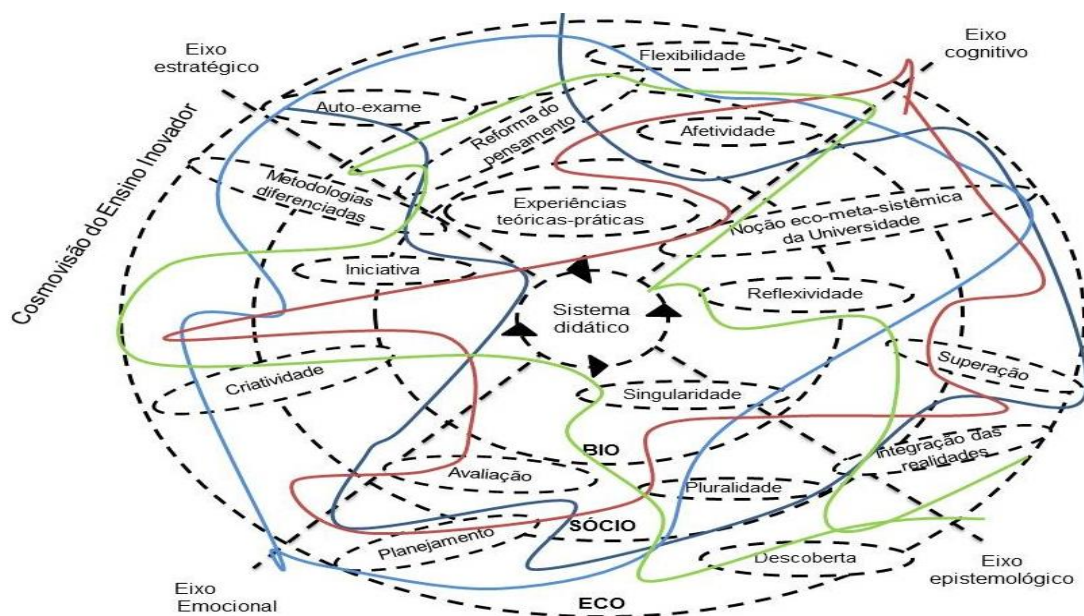 Eixo
estratégico
Eixo
cognitivo
Flexibilidade
Auto-exame
Reforma do
pensamento
Afetividade
Cosmovisão do Ensino Inovador
Metodologias
diferenciadas
Experiências
teóricas-práticas
Noção eco-meta-sistêmica
da Universidade
Iniciativa
Reflexividade
Sistema
didático
Criatividade
Superação
Singularidade
BIO
Avaliação
Integração das
realidades
Pluralidade
SÓCIO
Planejamento
Descoberta
Eixo
Emocional
ECO
Eixo
epistemológico